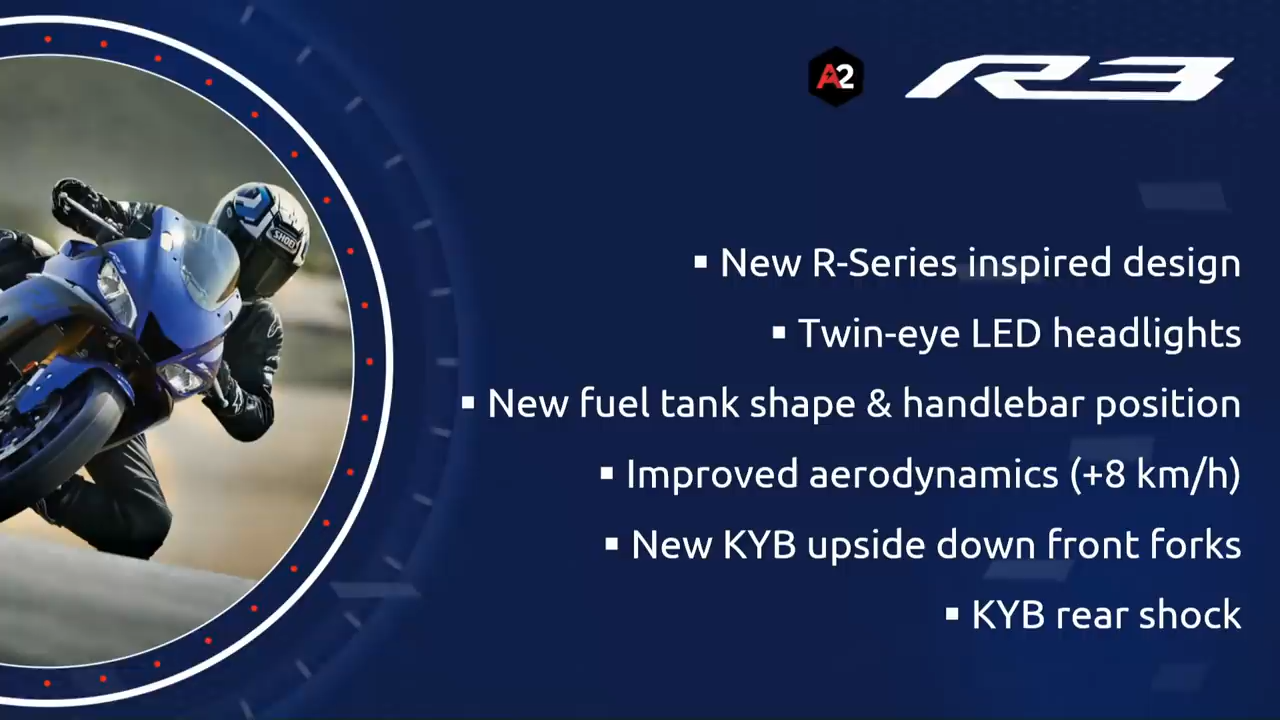 A2
R3
▪ New R-Series inspired design
▪ Twin-eye LED headlights
▪ New fuel tank shape & handlebar position
▪ Improved aerodynamics (+8 km/h)
▪ New KYB upside down front forks
▪ KYB rear shock
SHOEI